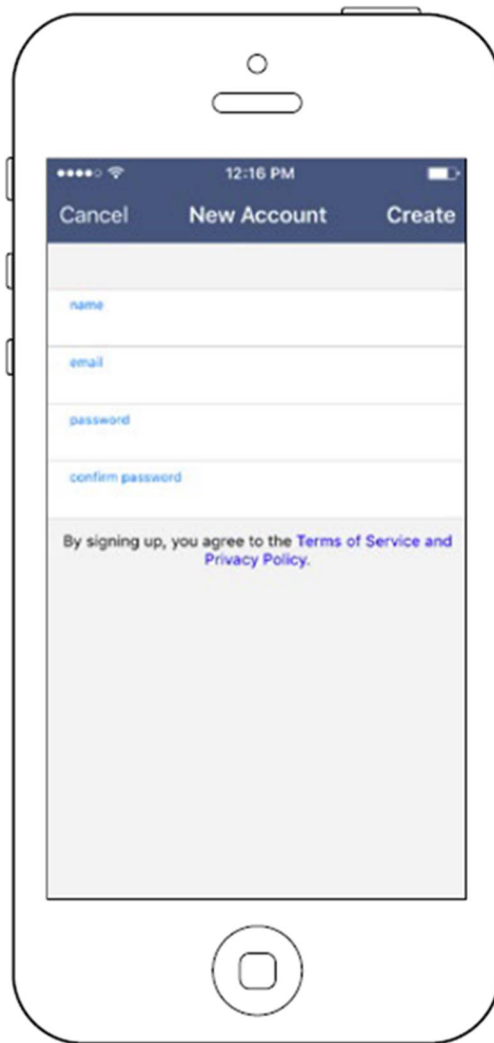 12:16 PM
Cancel New Account Create
name
email
password
confirm password
By signing up, you agree to the Terms of Service and
Privacy Policy.